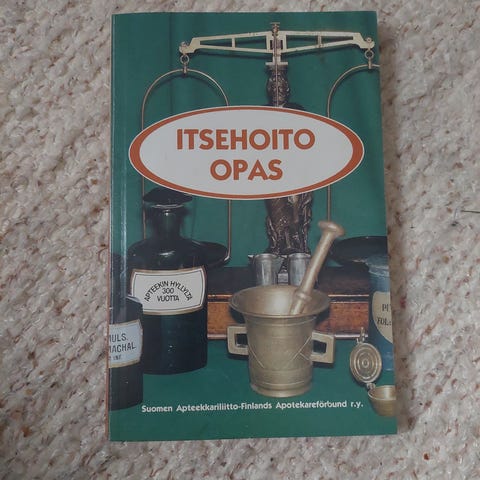 ITSEHOITO
OPAS
APTEEKIN HYLLYLTÄ
300
VUOTTA
Suomen Apteekkariliitto-Finlands Apotekareförbund r.y.